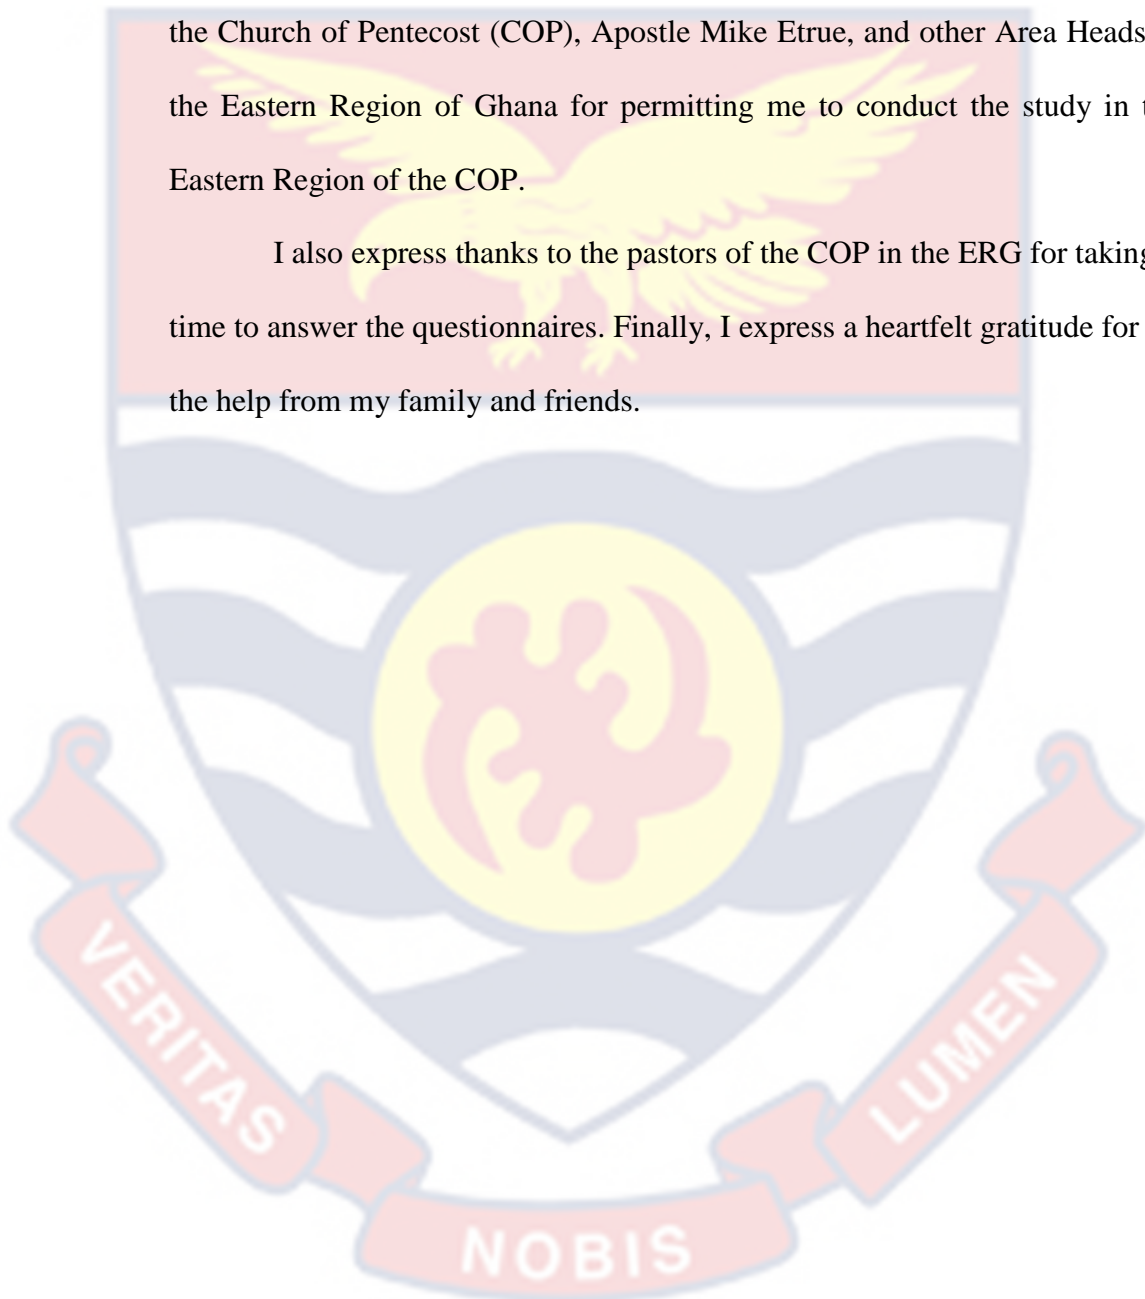 the Church of Pentecost (COP), Apostle Mike Etrue, and other Area Heads
the Eastern Region of Ghana for permitting me to conduct the study in t
Eastern Region of the COP.
I also express thanks to the pastors of the COP in the ERG for taking
time to answer the questionnaires. Finally, I express a heartfelt gratitude for
the help from my family and friends.
VERITAS
NOBIS
LUMEN